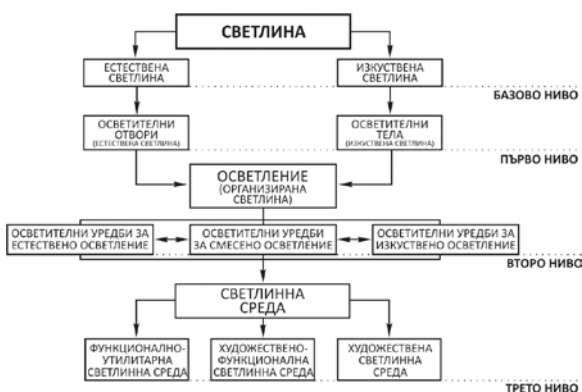 СВЕТЛИНА
ЕСТЕСТВЕНА
СВЕТЛИНА
ИЗКУСТВЕНА
СВЕТЛИНА
БАЗОВО НИВО
ОСВЕТИТЕЛНИ
ОТВОРИ
(ЕСТЕСТВЕНА СВЕТЛИНА)
ОСВЕТИТЕЛНИ
ТЕЛА
(ИЗКУСТВЕНА СВЕТЛИНА)
ПЪРВО НИВО
ОСВЕТЛЕНИЕ
(ОРГАНИЗИРАНА
СВЕТЛИНА)
ОСВЕТИТЕЛНИ УРЕДБИ ЗА
ЕСТЕСТВЕНО ОСВЕТЛЕНИЕ
ОСВЕТИТЕЛНИ УРЕДБИ
ЗА СМЕСЕНО ОСВЕТЛЕНИЕ
ОСВЕТИТЕЛНИ УРЕДБИ ЗА
ИЗКУСТВЕНО ОСВЕТЛЕНИЕ
ВТОРО НИВО
СВЕТЛИННА
СРЕДА
ФУНКЦИОНАЛНО-
УТИЛИТАРНА
СВЕТЛИННА СРЕДА
ХУДОЖЕСТВЕНО-
ФУНКЦИОНАЛНА
СВЕТЛИННА СРЕДА
ХУДОЖЕСТВЕНА
СВЕТЛИННА
СРЕДА
ТРЕТО НИВО